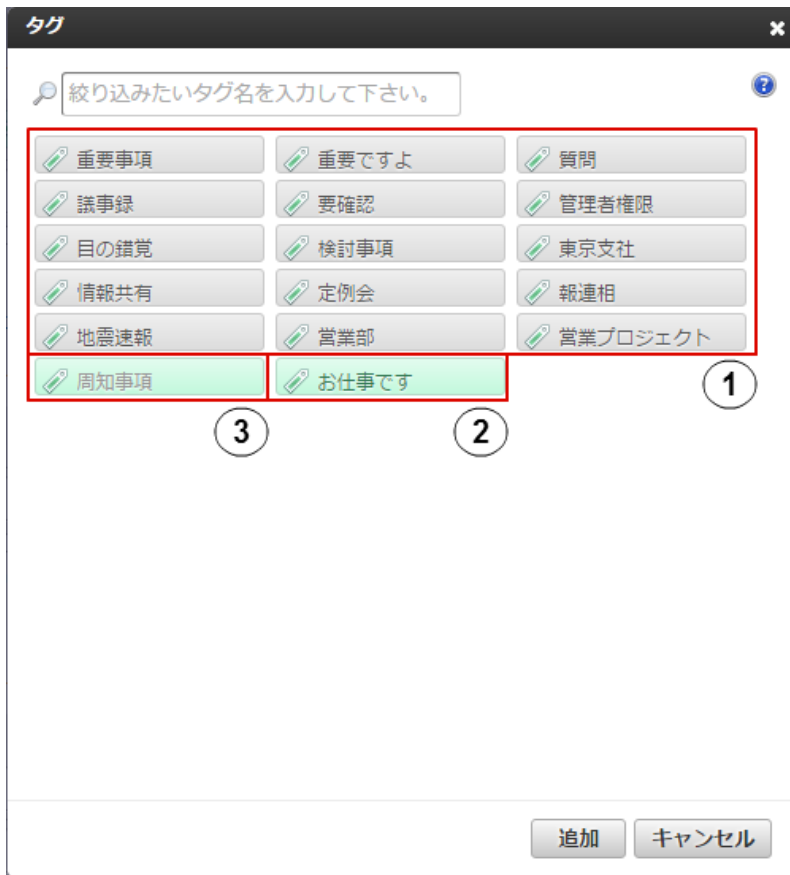 タグ
絞り込みたいタグ名を入力して下さい。
重要事項 重要ですよ 質問
議事録 要確認 管理者権限
目の錯覚 検討事項 東京支社
情報共有 定例会 報連相
地震速報 営業部 営業プロジェクト
周知事項 お仕事です
1
3 2
追加 キャンセル